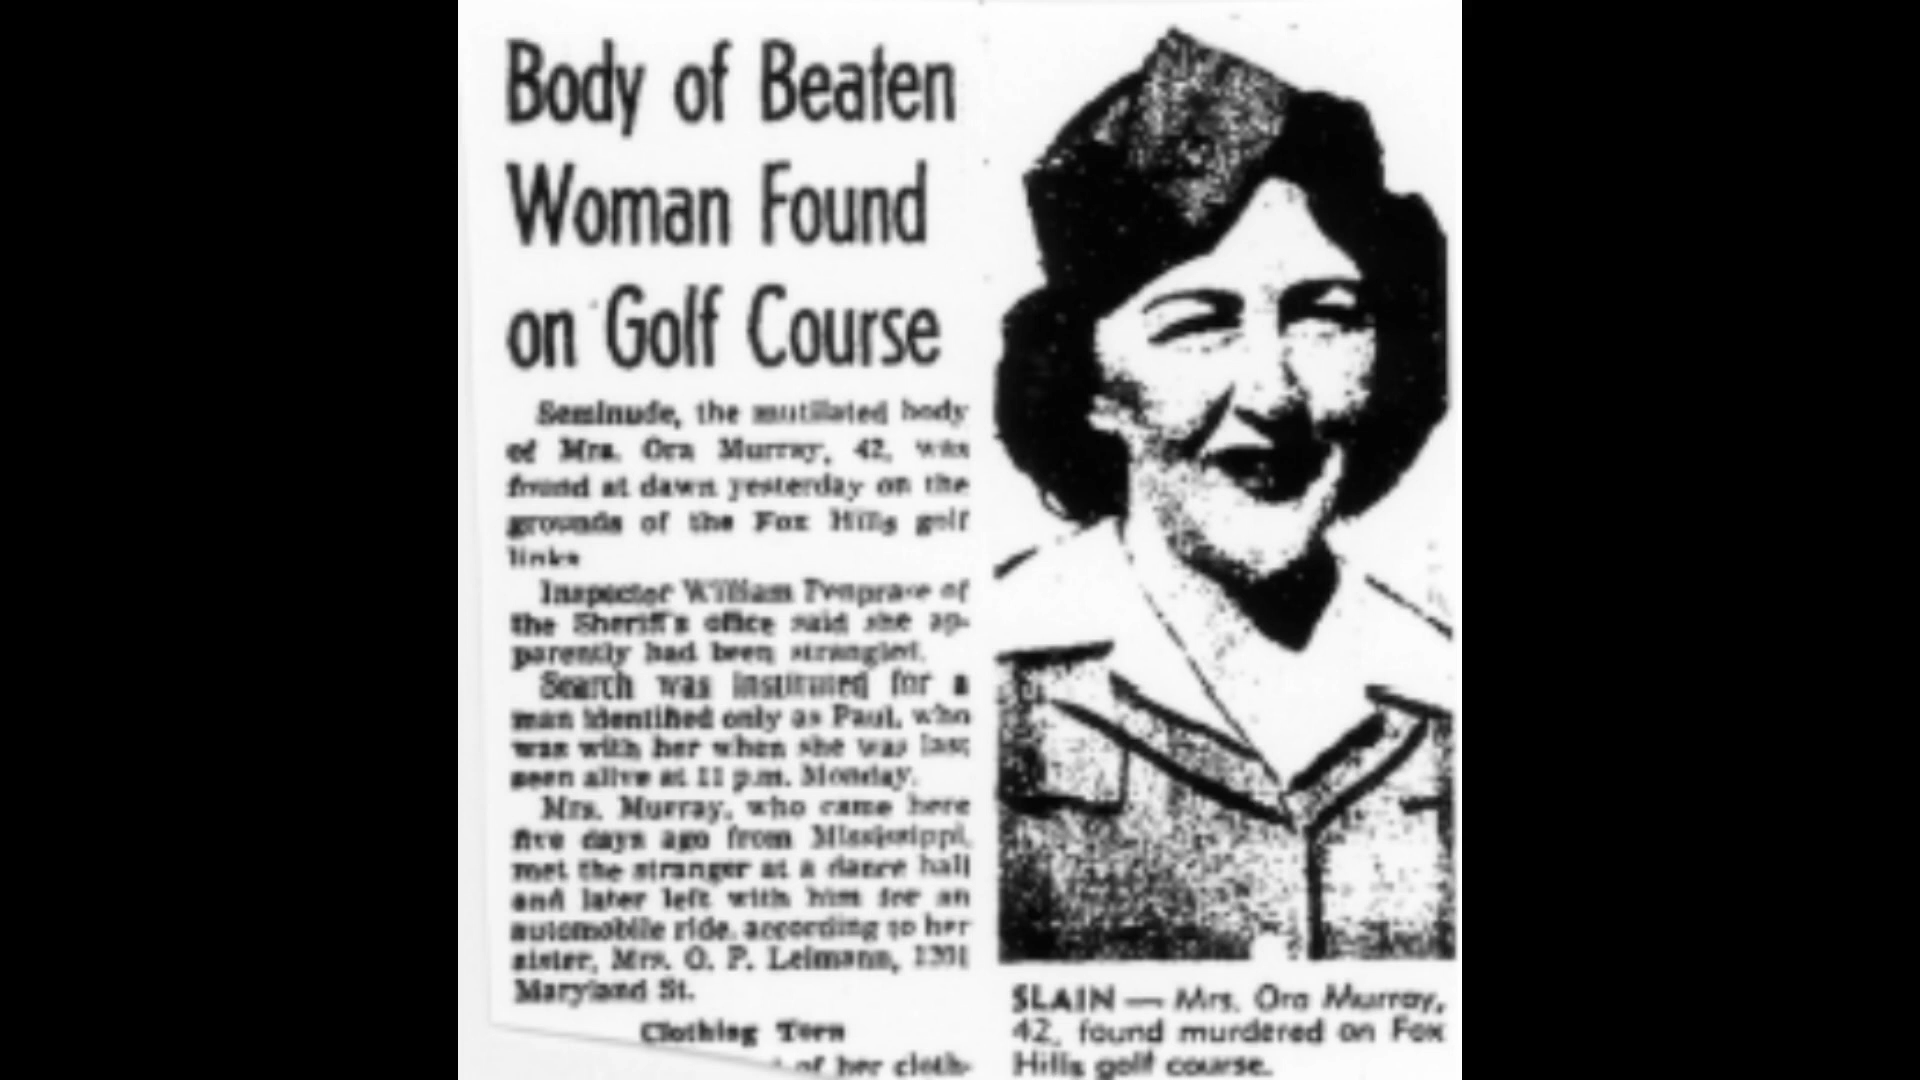 Body of Beaten
Woman Found
on Golf Course
Seminude, the mutilated body
of Mrs. Ora Murray, 42, was
found at dawn yesterday on the
grounds of the Fox Hills golf
links
Inspector William Penprase of
the Sheriff's office said she ap-
parently had been strangled.
Search was instituted for a
man identified only as Paul, who
was with her when she was last
seen alive at 11 p.m. Monday.
Mrs. Murray, who came here
five days ago from Mississippi,
met the stranger at a dance hall
and later left with him for an
automobile ride, according to her
sister, Mrs. O. P. Leimann, 1201
Maryland St.
Clothing Torn
of her cloth-
SLAIN — Mrs. Ora Murray,
42, found murdered on Fox
Hills golf course.